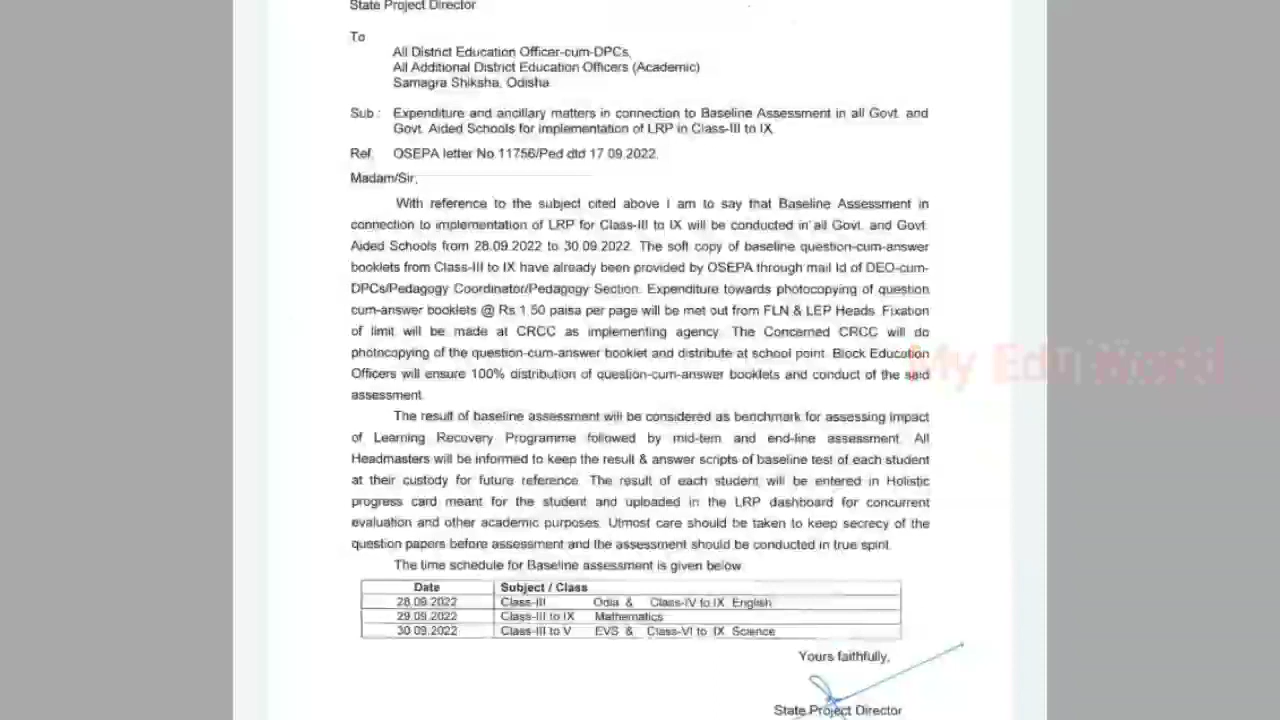 State Project Director
To
All District Education Officer-cum-DPCs,
All Additional District Education Officers (Academic)
Samagra Shiksha, Odisha
Sub : Expenditure and ancillary matters in connection to Baseline Assessment in all Govt. and
Govt. Aided Schools for implementation of LRP in Class-III to IX
Ref. OSEPA letter No 11756/Ped dtd 17 09.2022.
Madam/Sir,
With reference to the subject cited above I am to say that Baseline Assessment in
connection to implementation of LRP for Class-III to IX will be conducted in all Govt. and Govt.
Aided Schools from 28.09.2022 to 30.09.2022. The soft copy of baseline question-cum-answer
booklets from Class-III to IX have already been provided by OSEPA through mail Id of DEO-cum-
DPCs/Pedagogy Coordinator/Pedagogy Section. Expenditure towards photocopying of question
cum-answer booklets @ Rs 1.50 paisa per page will be met out from FLN & LEP Heads. Fixation
of limit will be made at CRCC as implementing agency. The Concerned CRCC will do
photocopying of the question-cum-answer booklet and distribute at school point. Block Education
Officers will ensure 100% distribution of question-cum-answer booklets and conduct of the said
assessment.
My Edu World
The result of baseline assessment will be considered as benchmark for assessing impact
of Learning Recovery Programme followed by mid-tem and end-line assessment. All
Headmasters will be informed to keep the result & answer scripts of baseline test of each student
at their custody for future reference. The result of each student will be entered in Holistic
progress card meant for the student and uploaded in the LRP dashboard for concurrent
evaluation and other academic purposes. Utmost care should be taken to keep secrecy of the
question papers before assessment and the assessment should be conducted in true spirit.
The time schedule for Baseline assessment is given below
Date Subject / Class
28.09.2022 Class-III Odia & Class-IV to IX English
29.09.2022 Class-III to IX Mathematics
30.09.2022 Class-III to V EVS & Class-VI to IX Science
Yours faithfully,
State Project Director